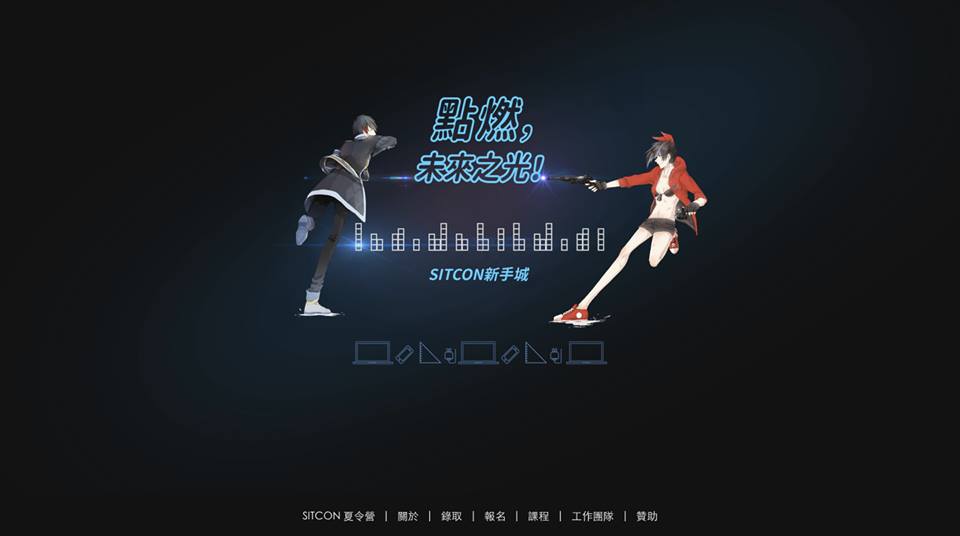 點燃,
未來之光!
SITCON新手城
SITCON 夏令營 | 關於 | 錄取 | 報名 | 課程 | 工作團隊 | 贊助